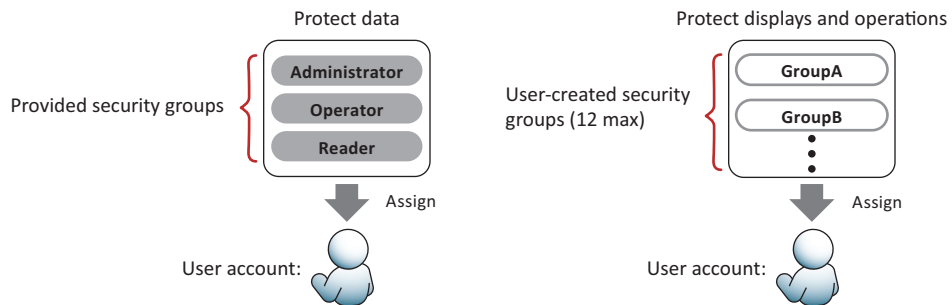 Protect data
Administrator
Operator
Reader
Provided security groups
Assign
User account:
Protect displays and operations
GroupA
GroupB
User-created security
groups (12 max)
Assign
User account: